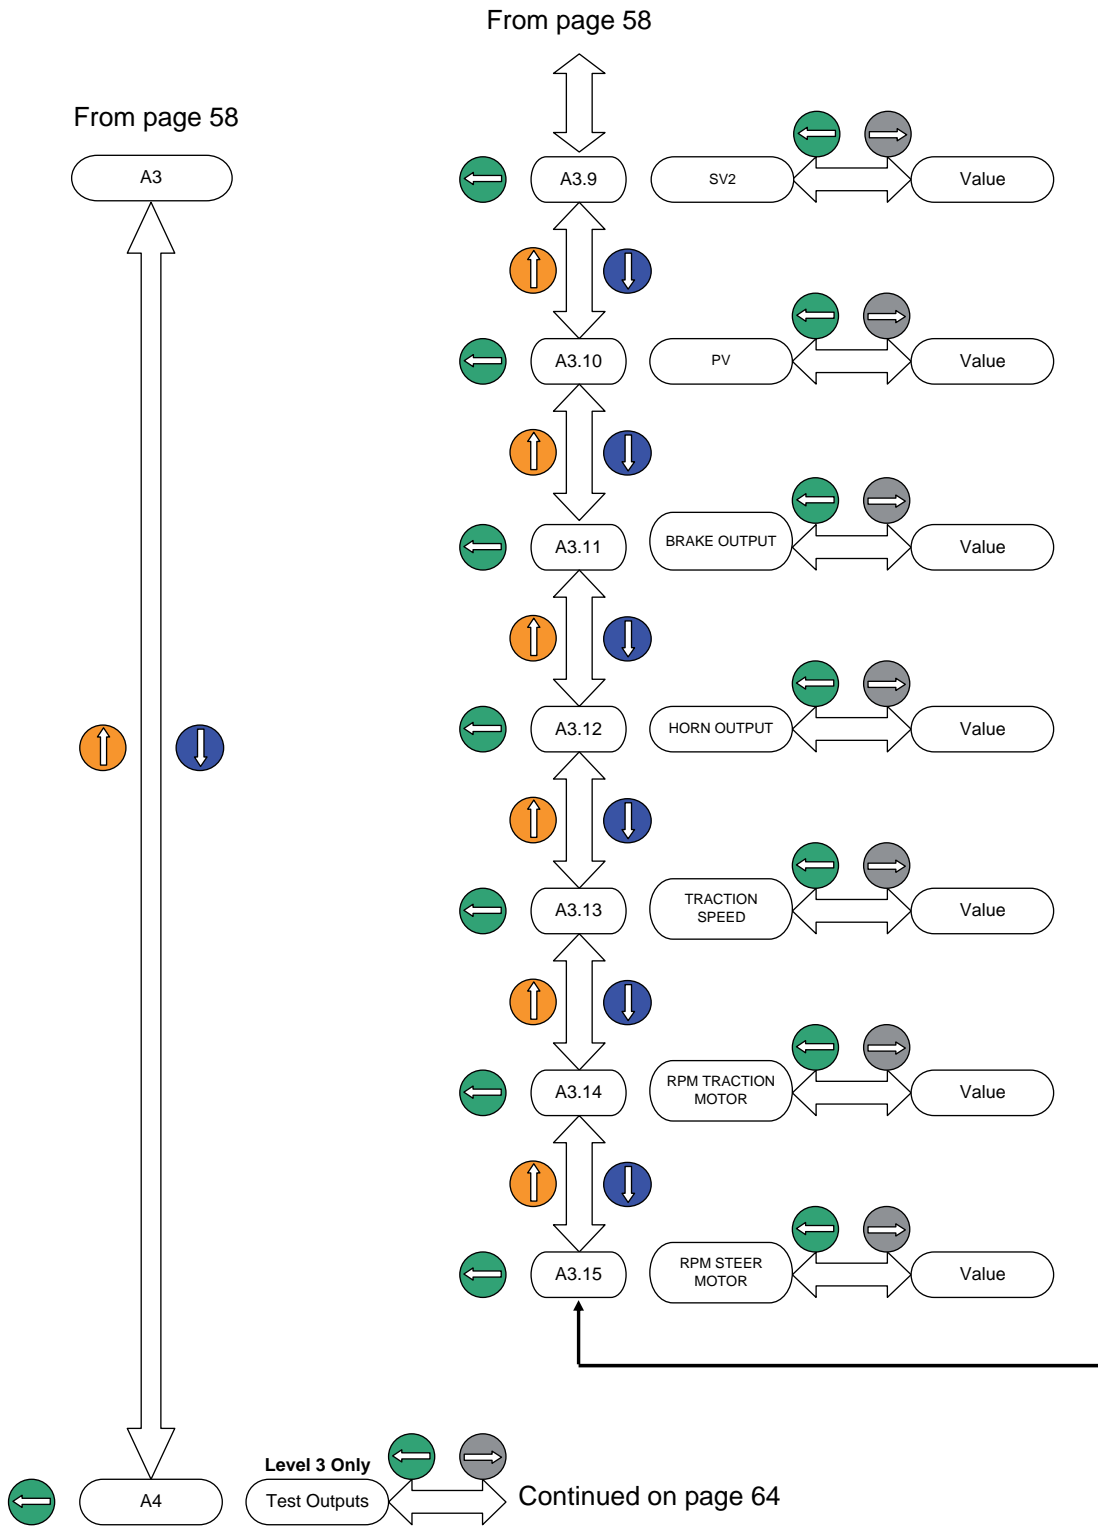 From page 58
From page 58
A3
A3.9
SV2
Value
A3.10
PV
Value
A3.11
BRAKE OUTPUT
Value
A3.12
HORN OUTPUT
Value
A3.13
TRACTION
SPEED
Value
A3.14
RPM TRACTION
MOTOR
Value
A3.15
RPM STEER
MOTOR
Value
Level 3 Only
A4
Test Outputs
Continued on page 64